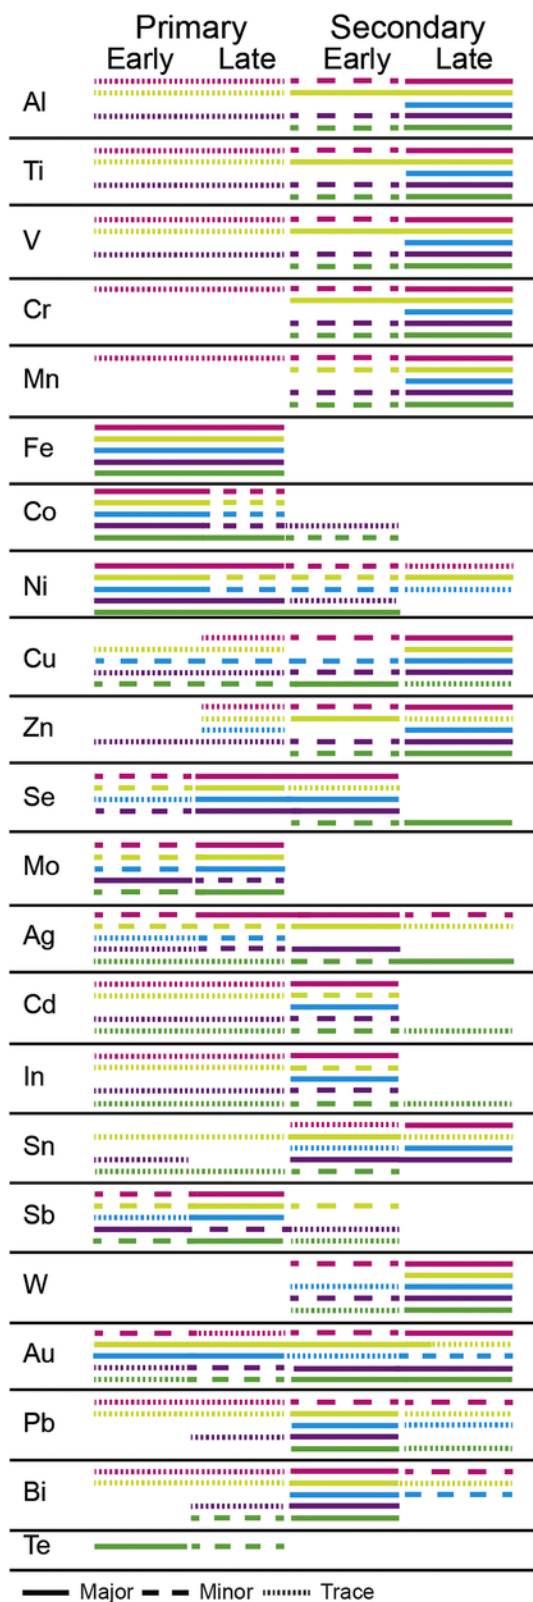 Primary Secondary
Early Late Early Late
Al
Ti
V
Cr
Mn
Fe
Co
Ni
Cu
Zn
Se
Mo
Ag
Cd
In
Sn
Sb
W
Au
Pb
Bi
Te
Major Minor Trace